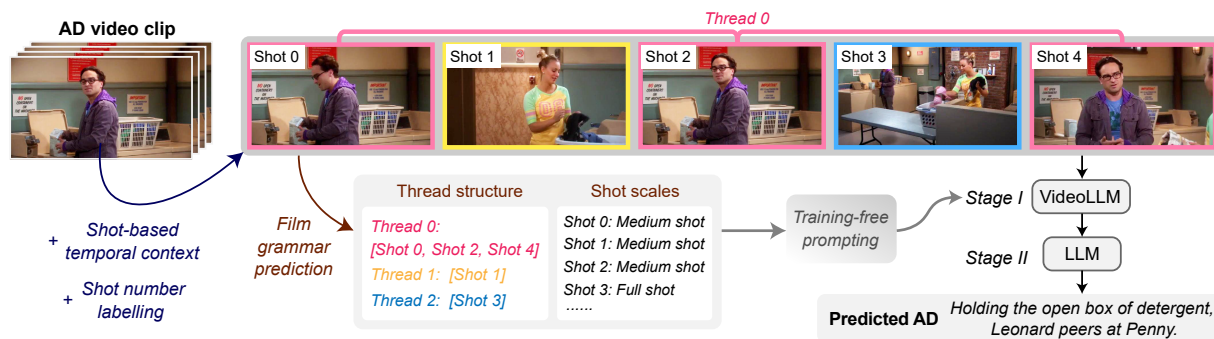 AD video clip
Thread 0
Shot 0
Shot 1
Shot 2
Shot 3
Shot 4
+ Shot-based
temporal context
+ Shot number
labelling
Film
grammar
prediction
Thread structure
Thread 0:
[Shot 0, Shot 2, Shot 4]
Thread 1: [Shot 1]
Thread 2: [Shot 3]
Shot scales
Shot 0: Medium shot
Shot 1: Medium shot
Shot 2: Medium shot
Shot 3: Full shot
......
Training-free
prompting
Stage I
VideoLLM
Stage II
LLM
Predicted AD
Holding the open box of detergent,
Leonard peers at Penny.